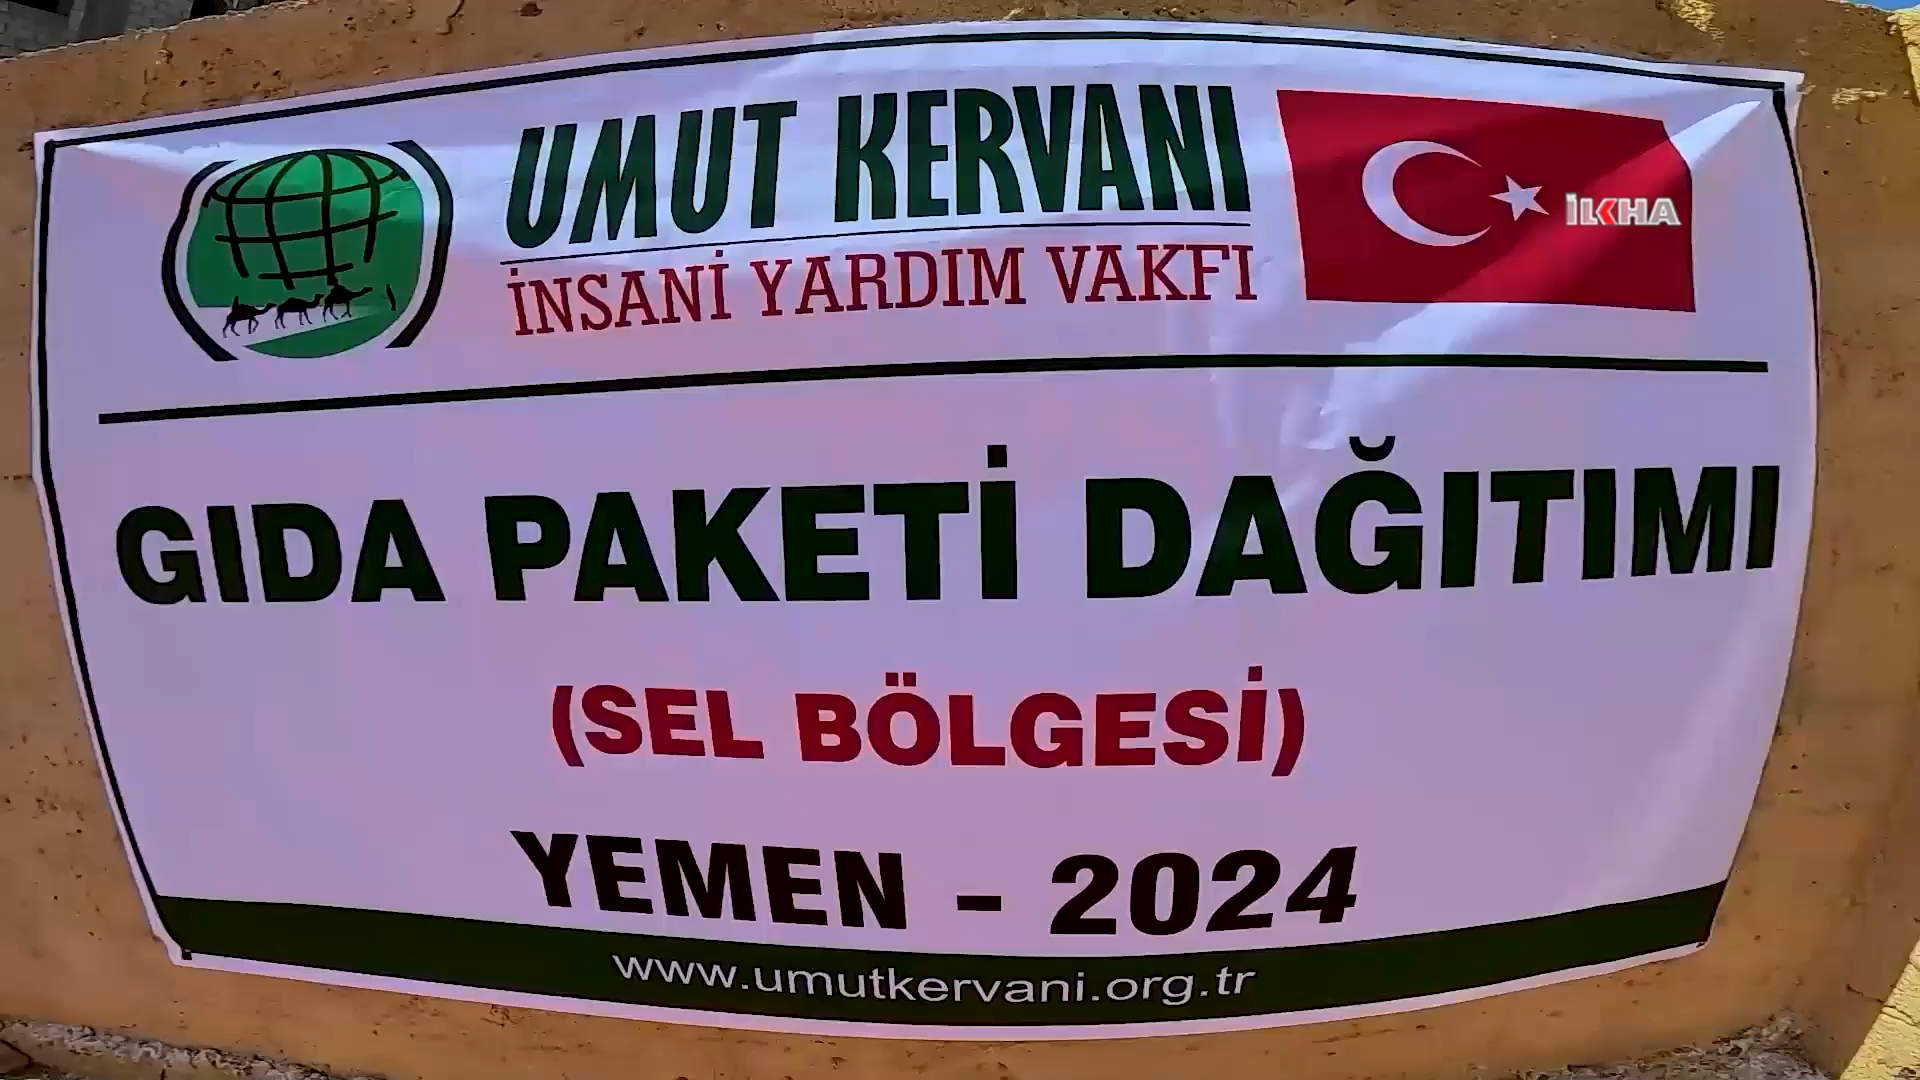 UMUT KERVANI
İNSANİ YARDIM VAKFI
İLKHA
GIDA PAKETİ DAĞITIMI
(SEL BÖLGESİ)
YEMEN - 2024
www.umutkervani.org.tr